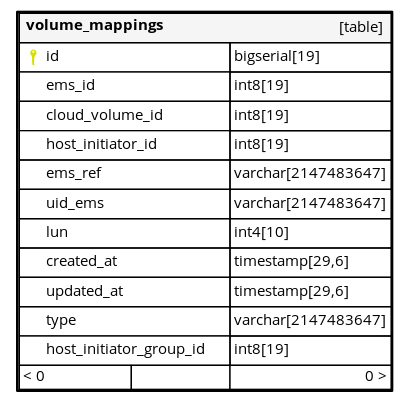 volume_mappings [table]
id bigserial[19]
ems_id int8[19]
cloud_volume_id int8[19]
host_initiator_id int8[19]
ems_ref varchar[2147483647]
uid_ems varchar[2147483647]
lun int4[10]
created_at timestamp[29,6]
updated_at timestamp[29,6]
type varchar[2147483647]
host_initiator_group_id int8[19]
< 0 0 >